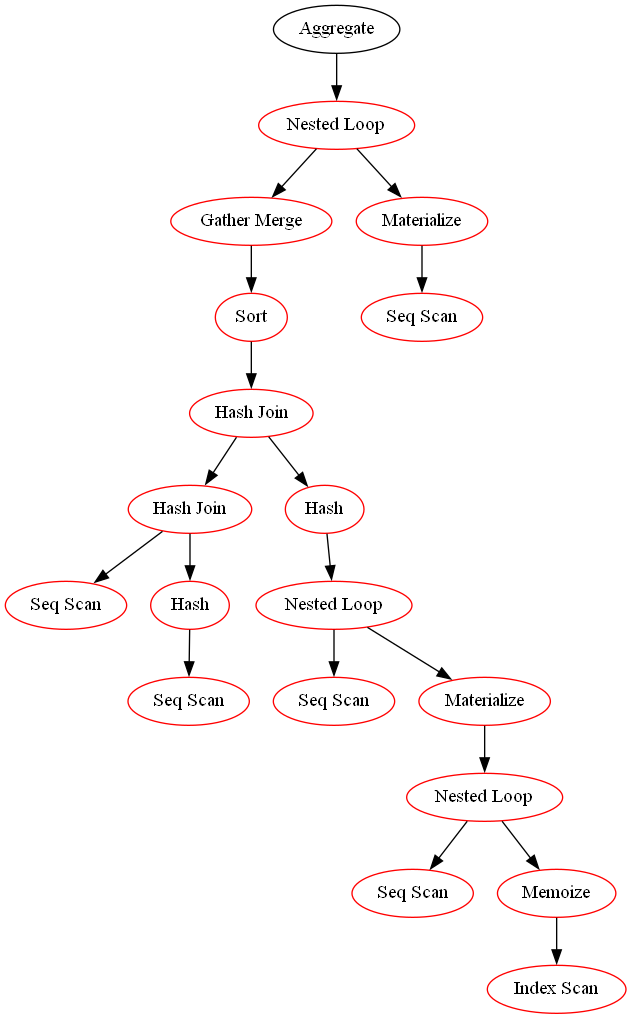 Aggregate
Nested Loop
Gather Merge
Materialize
Sort
Seq Scan
Hash Join
Hash Join
Hash
Seq Scan
Hash
Nested Loop
Seq Scan
Seq Scan
Materialize
Nested Loop
Seq Scan
Memoize
Index Scan